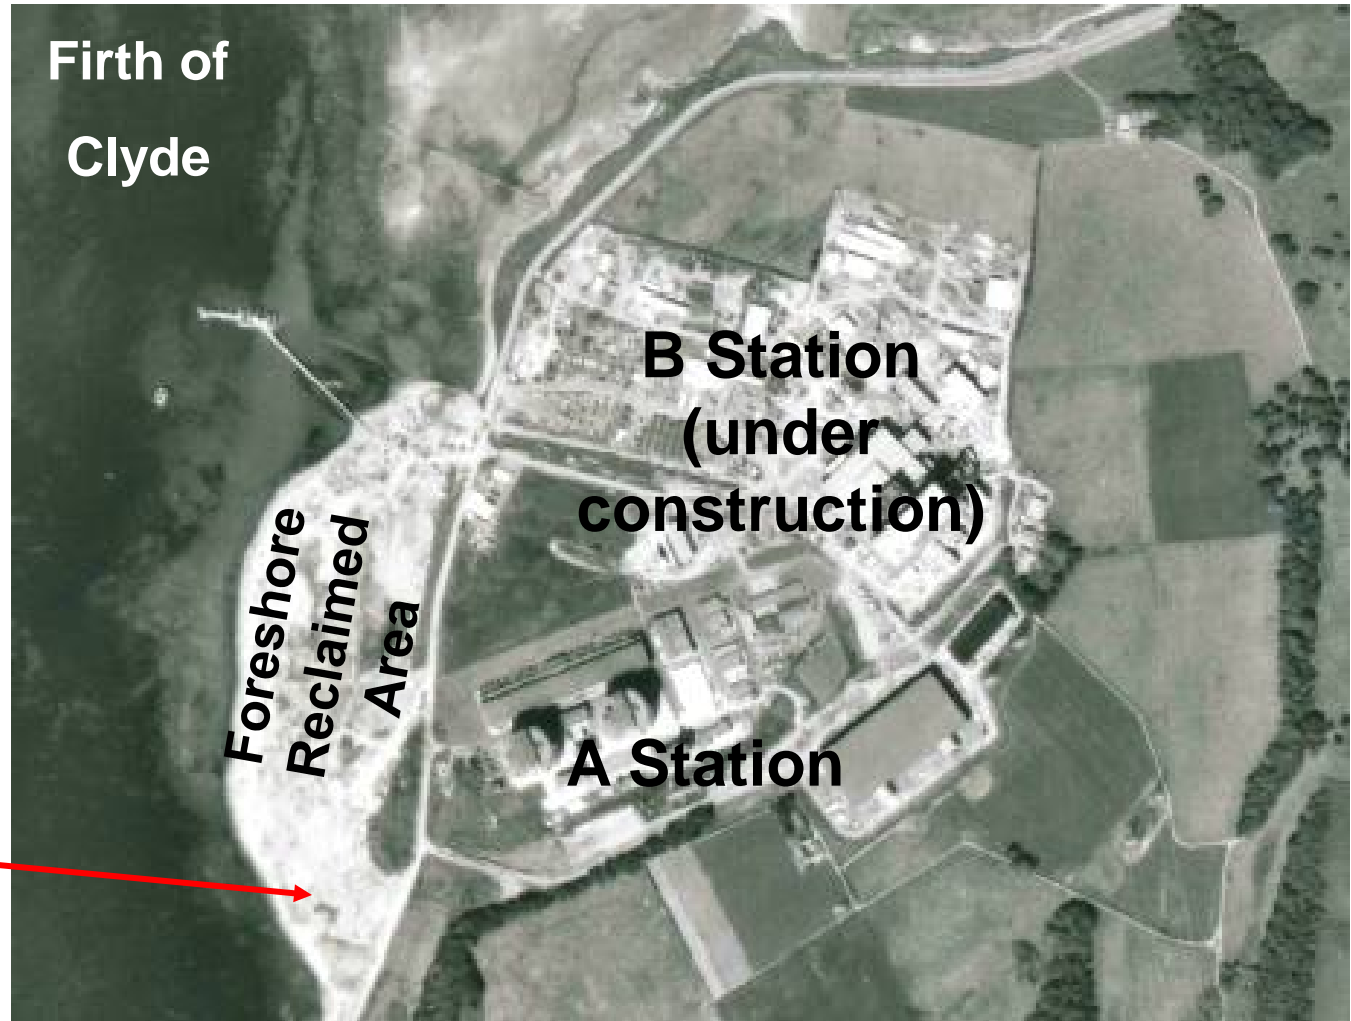 Firth of
Clyde
B Station
(under
construction)
Foreshore
Reclaimed
Area
A Station